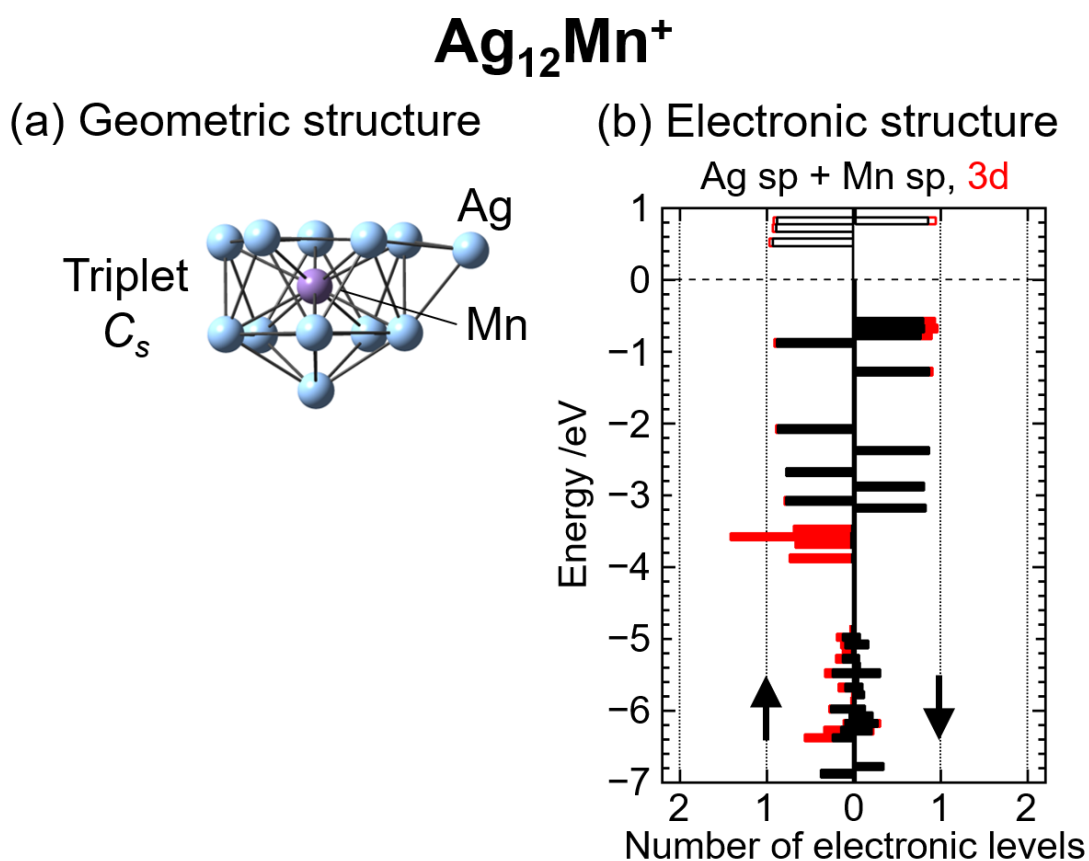 Ag₁₂Mn⁺
(a) Geometric structure
(b) Electronic structure
Ag sp + Mn sp, 3d
Ag
Triplet
Cₛ
Mn
Energy /eV
1
0
−1
−2
−3
−4
−5
−6
−7
2 1 0 1 2
Number of electronic levels